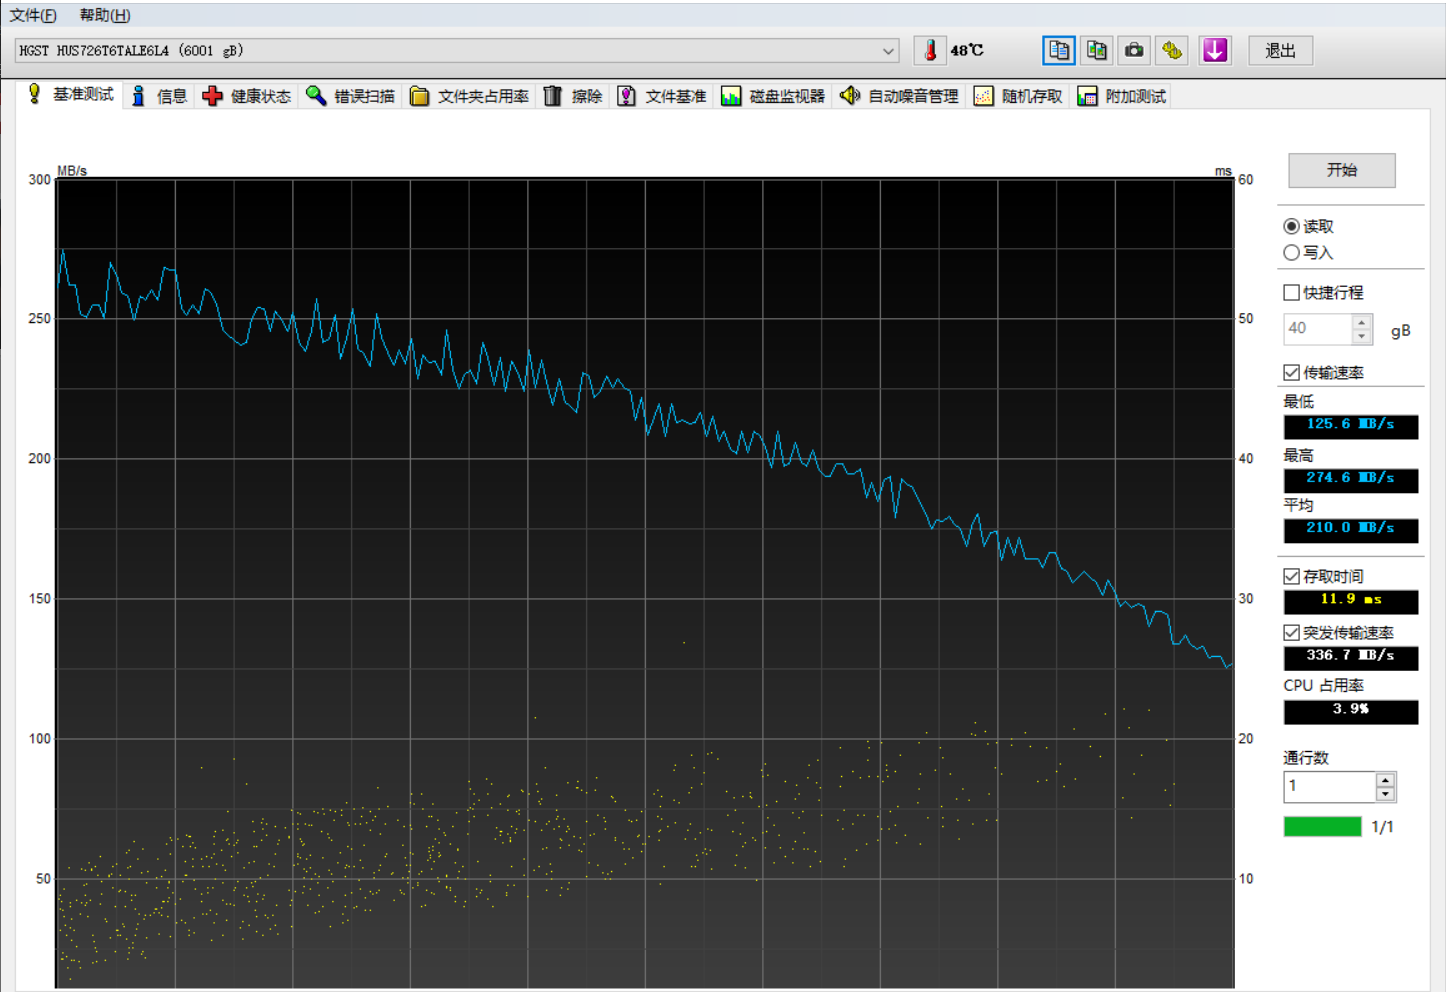 文件(F) 帮助(H)
HGST HUS726T6TALE6L4 (6001 gB)
48℃
退出
基准测试 信息 健康状态 错误扫描 文件夹占用率 擦除 文件基准 磁盘监视器 自动噪音管理 随机存取 附加测试
MB/s
ms
300
250
200
150
100
50
60
50
40
30
20
10
开始
读取
写入
快捷行程
40 gB
传输速率
最低
125.6 MB/s
最高
274.6 MB/s
平均
210.0 MB/s
存取时间
11.9 ms
突发传输速率
336.7 MB/s
CPU 占用率
3.9%
通行数
1
1/1